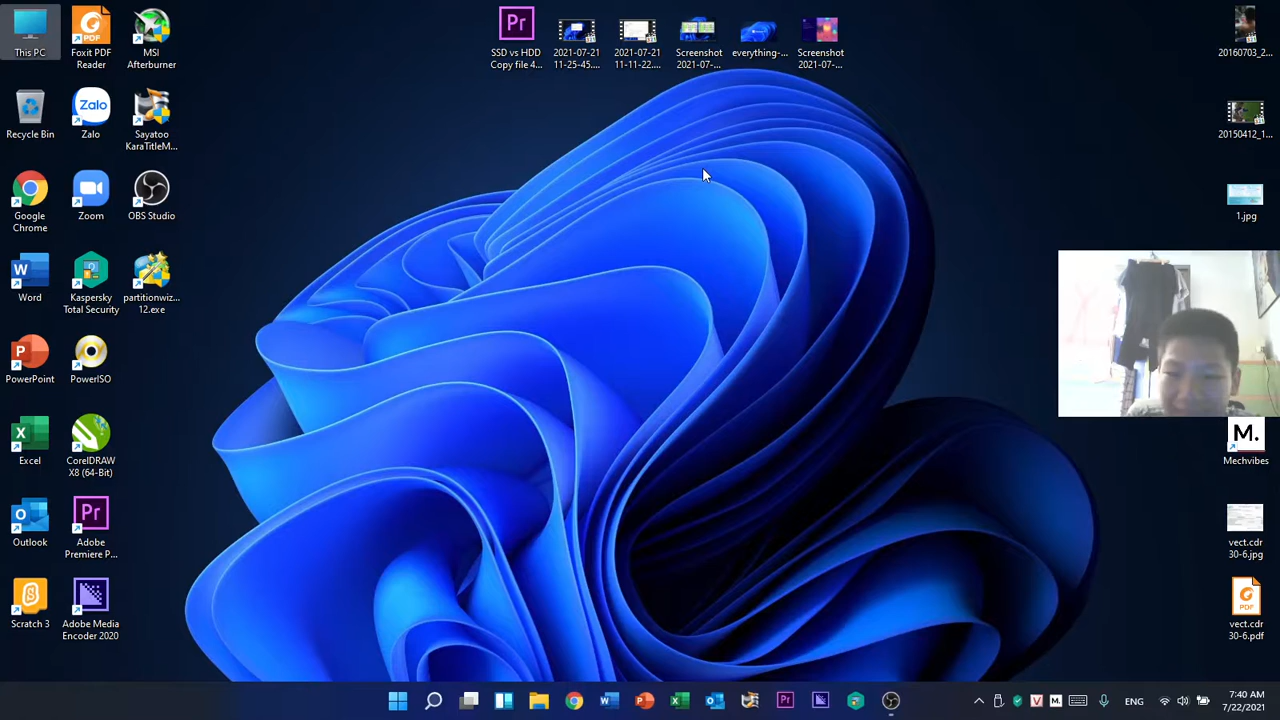 This PC
Foxit PDF
Reader
MSI
Afterburner
Recycle Bin
Zalo
Zalo
Sayatoo
KaraTitleM...
Google
Chrome
Zoom
OBS Studio
W
Word
Kaspersky
Total Security
partitionwiz...
12.exe
P
PowerPoint
PowerISO
X
Excel
CorelDRAW
X8 (64-Bit)
O
Outlook
Pr
Adobe
Premiere P...
Scratch 3
Adobe Media
Encoder 2020
Pr
SSD vs HDD
Copy file 4...
2021-07-21
11-25-45....
2021-07-21
11-11-22....
Screenshot
2021-07-...
everything-...
Screenshot
2021-07-...
20160703_2...
20150412_1...
1.jpg
M.
Mechvibes
vect.cdr
30-6.jpg
PDF
vect.cdr
30-6.pdf
ENG
7:40 AM
7/22/2021